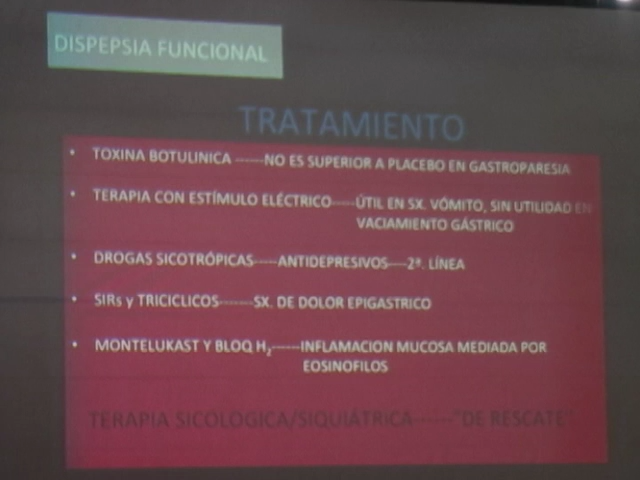 DISPEPSIA FUNCIONAL
TRATAMIENTO
• TOXINA BOTULINICA ------NO ES SUPERIOR A PLACEBO EN GASTROPARESIA
• TERAPIA CON ESTÍMULO ELÉCTRICO-----ÚTIL EN SX. VÓMITO, SIN UTILIDAD EN
VACIAMIENTO GÁSTRICO
• DROGAS SICOTRÓPICAS-----ANTIDEPRESIVOS----2ª. LÍNEA
• SIRs y TRICICLICOS-------SX. DE DOLOR EPIGASTRICO
• MONTELUKAST Y BLOQ H2------INFLAMACION MUCOSA MEDIADA POR
EOSINOFILOS
TERAPIA SICOLOGICA/SIQUIÁTRICA------"DE RESCATE"